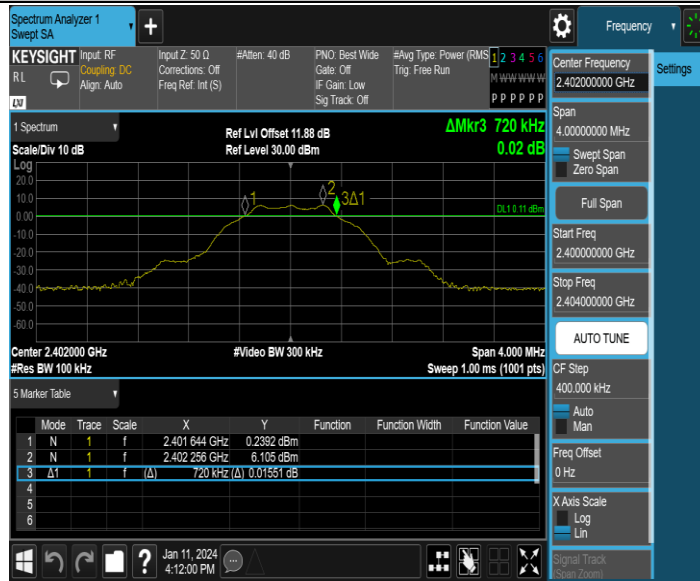 Spectrum Analyzer 1
Swept SA
+
Frequency
KEYSIGHT
RL
LXI
Input: RF
Coupling: DC
Align: Auto
Input Z: 50 Ω
Corrections: Off
Freq Ref: Int (S)
#Atten: 40 dB
PNO: Best Wide
Gate: Off
IF Gain: Low
Sig Track: Off
#Avg Type: Power (RMS
Trig: Free Run
1 2 3 4 5 6
M W W W W W
P P P P P P
1 Spectrum
Scale/Div 10 dB
Ref Lvl Offset 11.88 dB
Ref Level 30.00 dBm
ΔMkr3 720 kHz
0.02 dB
Log
20.0
10.0
0.00
-10.0
-20.0
-30.0
-40.0
-50.0
-60.0
1
2
3Δ1
DL1 0.11 dBm
Center 2.402000 GHz
#Res BW 100 kHz
#Video BW 300 kHz
Span 4.000 MHz
Sweep 1.00 ms (1001 pts)
5 Marker Table
Mode Trace Scale X Y Function Function Width Function Value
1 N 1 f 2.401 644 GHz 0.2392 dBm
2 N 1 f 2.402 256 GHz 6.105 dBm
3 Δ1 1 f (Δ) 720 kHz (Δ) 0.01551 dB
4
5
6
?
Jan 11, 2024
4:12:00 PM
Center Frequency
2.402000000 GHz
Settings
Span
4.00000000 MHz
Swept Span
Zero Span
Full Span
Start Freq
2.400000000 GHz
Stop Freq
2.404000000 GHz
AUTO TUNE
CF Step
400.000 kHz
Auto
Man
Freq Offset
0 Hz
X Axis Scale
Log
Lin
Signal Track
(Span Zoom)